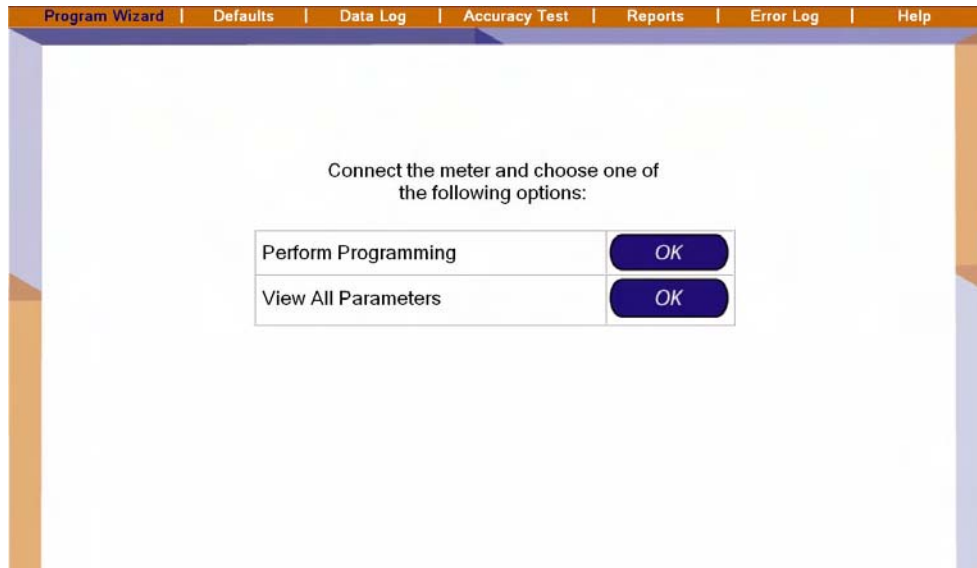 Program Wizard | Defaults | Data Log | Accuracy Test | Reports | Error Log | Help
Connect the meter and choose one of
the following options:
Perform Programming OK
View All Parameters OK